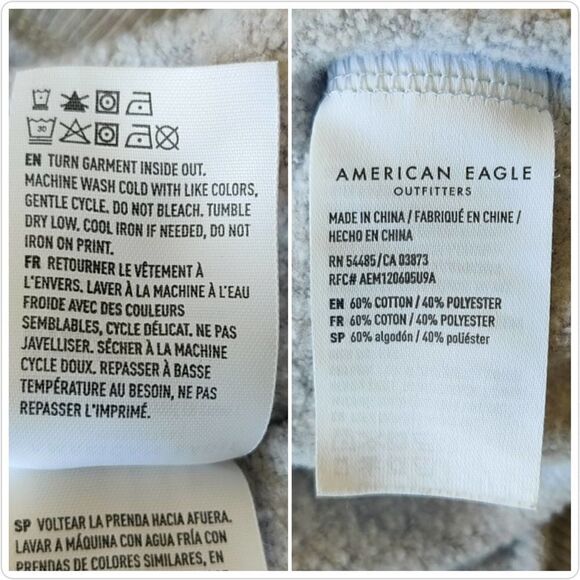 30
EN TURN GARMENT INSIDE OUT.
MACHINE WASH COLD WITH LIKE COLORS,
GENTLE CYCLE. DO NOT BLEACH. TUMBLE
DRY LOW. COOL IRON IF NEEDED, DO NOT
IRON ON PRINT.
FR RETOURNER LE VÊTEMENT À
L'ENVERS. LAVER À LA MACHINE À L'EAU
FROIDE AVEC DES COULEURS
SEMBLABLES, CYCLE DÉLICAT. NE PAS
JAVELLISER. SÉCHER À LA MACHINE
CYCLE DOUX. REPASSER À BASSE
TEMPÉRATURE AU BESOIN, NE PAS
REPASSER L'IMPRIMÉ.
SP VOLTEAR LA PRENDA HACIA AFUERA.
LAVAR A MÁQUINA CON AGUA FRÍA CON
PRENDAS DE COLORES SIMILARES, EN
AMERICAN EAGLE
OUTFITTERS
MADE IN CHINA / FABRIQUÉ EN CHINE /
HECHO EN CHINA
RN 54485/CA 03873
RFC# AEM120605U9A
EN 60% COTTON / 40% POLYESTER
FR 60% COTON / 40% POLYESTER
SP 60% algodón / 40% poliéster